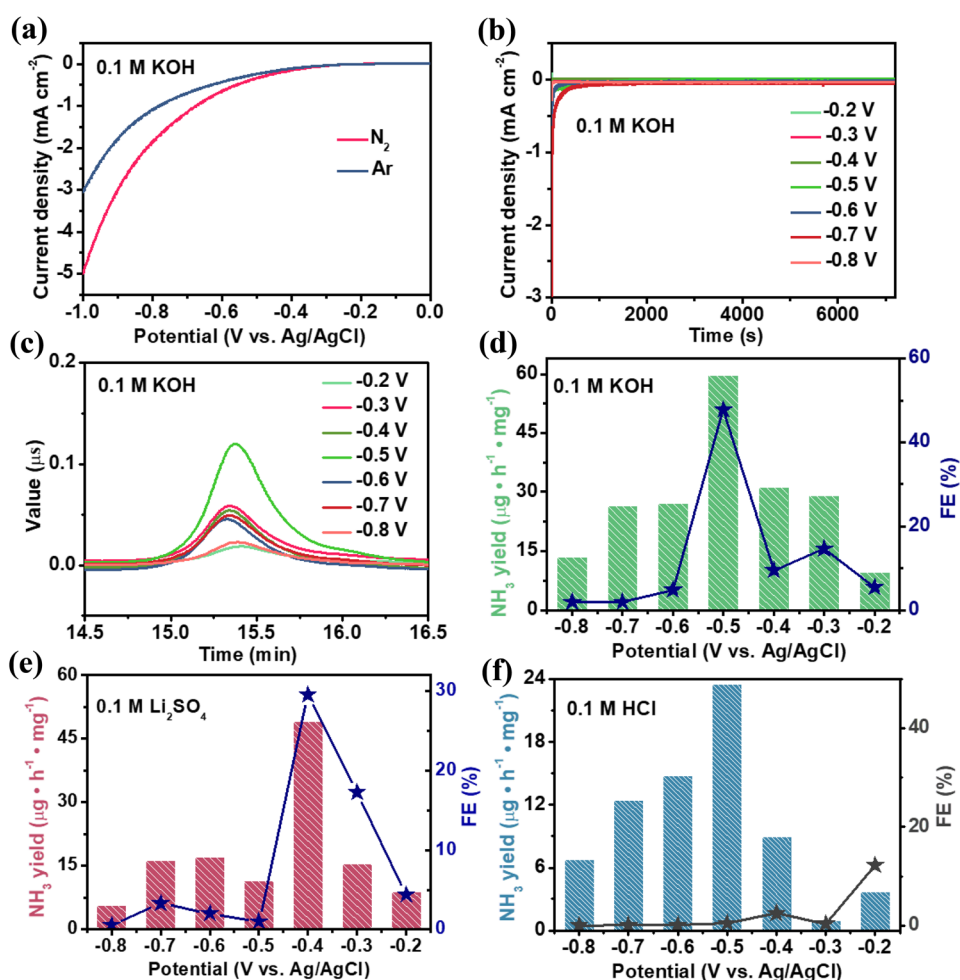 (a)
0.1 M KOH
N₂
Ar
Current density (mA cm⁻²)
0
-1
-2
-3
-4
-5
-1.0 -0.8 -0.6 -0.4 -0.2 0.0
Potential (V vs. Ag/AgCl)
(b)
0.1 M KOH
-0.2 V
-0.3 V
-0.4 V
-0.5 V
-0.6 V
-0.7 V
-0.8 V
Current density (mA cm⁻²)
0
-1
-2
-3
0 2000 4000 6000
Time (s)
(c)
0.1 M KOH
-0.2 V
-0.3 V
-0.4 V
-0.5 V
-0.6 V
-0.7 V
-0.8 V
Value (μs)
0.2
0.1
0.0
14.5 15.0 15.5 16.0 16.5
Time (min)
(d)
0.1 M KOH
NH₃ yield (μg • h⁻¹ • mg⁻¹)
60
45
30
15
0
FE (%)
60
40
20
0
-0.8 -0.7 -0.6 -0.5 -0.4 -0.3 -0.2
Potential (V vs. Ag/AgCl)
(e)
0.1 M Li₂SO₄
NH₃ yield (μg • h⁻¹ • mg⁻¹)
60
45
30
15
0
FE (%)
30
20
10
0
-0.8 -0.7 -0.6 -0.5 -0.4 -0.3 -0.2
Potential (V vs. Ag/AgCl)
(f)
0.1 M HCl
NH₃ yield (μg • h⁻¹ • mg⁻¹)
24
18
12
6
0
FE (%)
40
20
0
-0.8 -0.7 -0.6 -0.5 -0.4 -0.3 -0.2
Potential (V vs. Ag/AgCl)